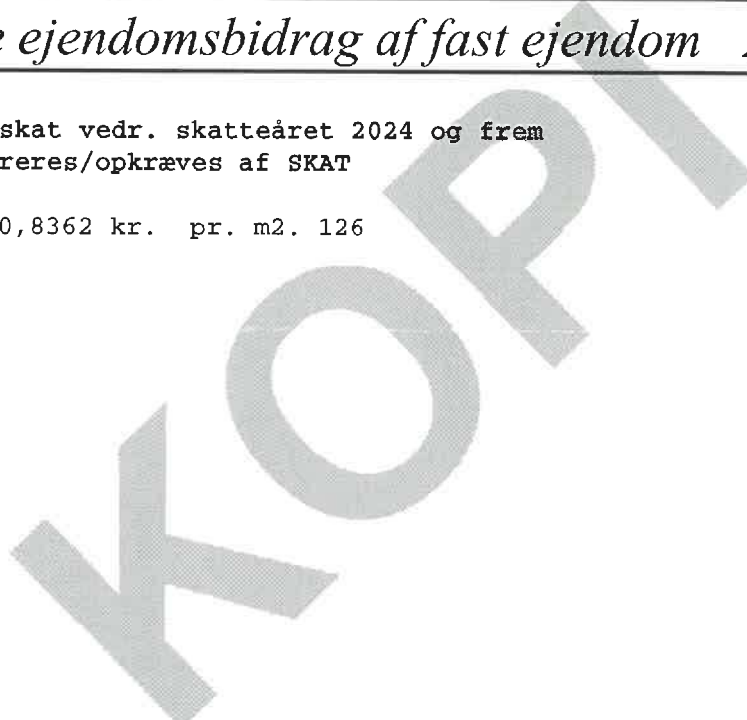 e ejendomsbidrag af fast ejendom
skat vedr. skatteåret 2024 og frem
reres/opkræves af SKAT
0,8362 kr. pr. m2. 126
KOPI